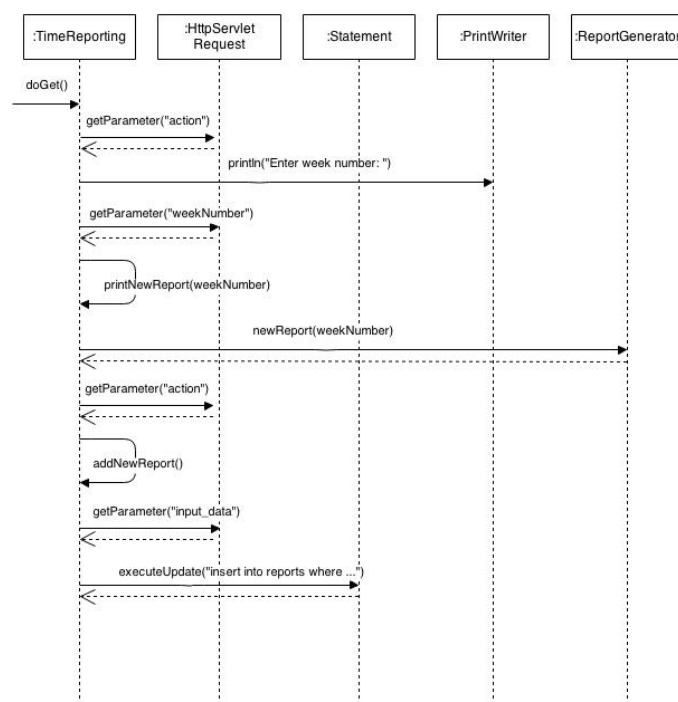 :TimeReporting
:HttpServlet
Request
:Statement
:PrintWriter
:ReportGenerator
doGet()
getParameter("action")
println("Enter week number: ")
getParameter("weekNumber")
printNewReport(weekNumber)
newReport(weekNumber)
getParameter("action")
addNewReport()
getParameter("input_data")
executeUpdate("insert into reports where ...")